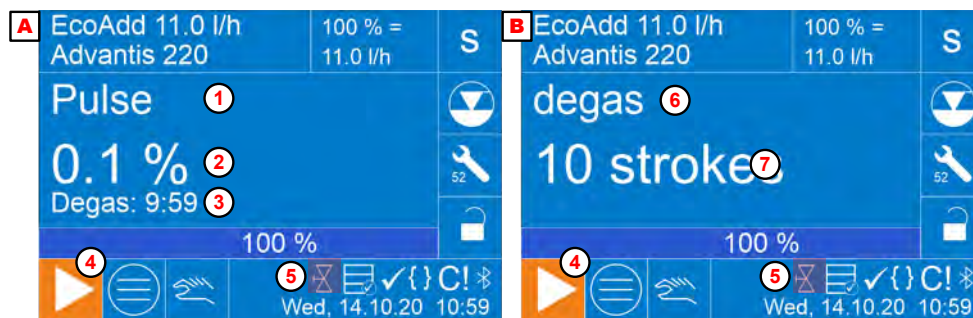 A
EcoAdd 11.0 l/h
Advantis 220
100 % =
11.0 l/h
S
Pulse 1
0.1 % 2
52
Degas: 9:59 3
100 %
4
5
{} C!
Wed, 14.10.20 10:59
B
EcoAdd 11.0 l/h
Advantis 220
100 % =
11.0 l/h
S
degas 6
10 strokes 7
52
100 %
4
5
{} C!
Wed, 14.10.20 10:59